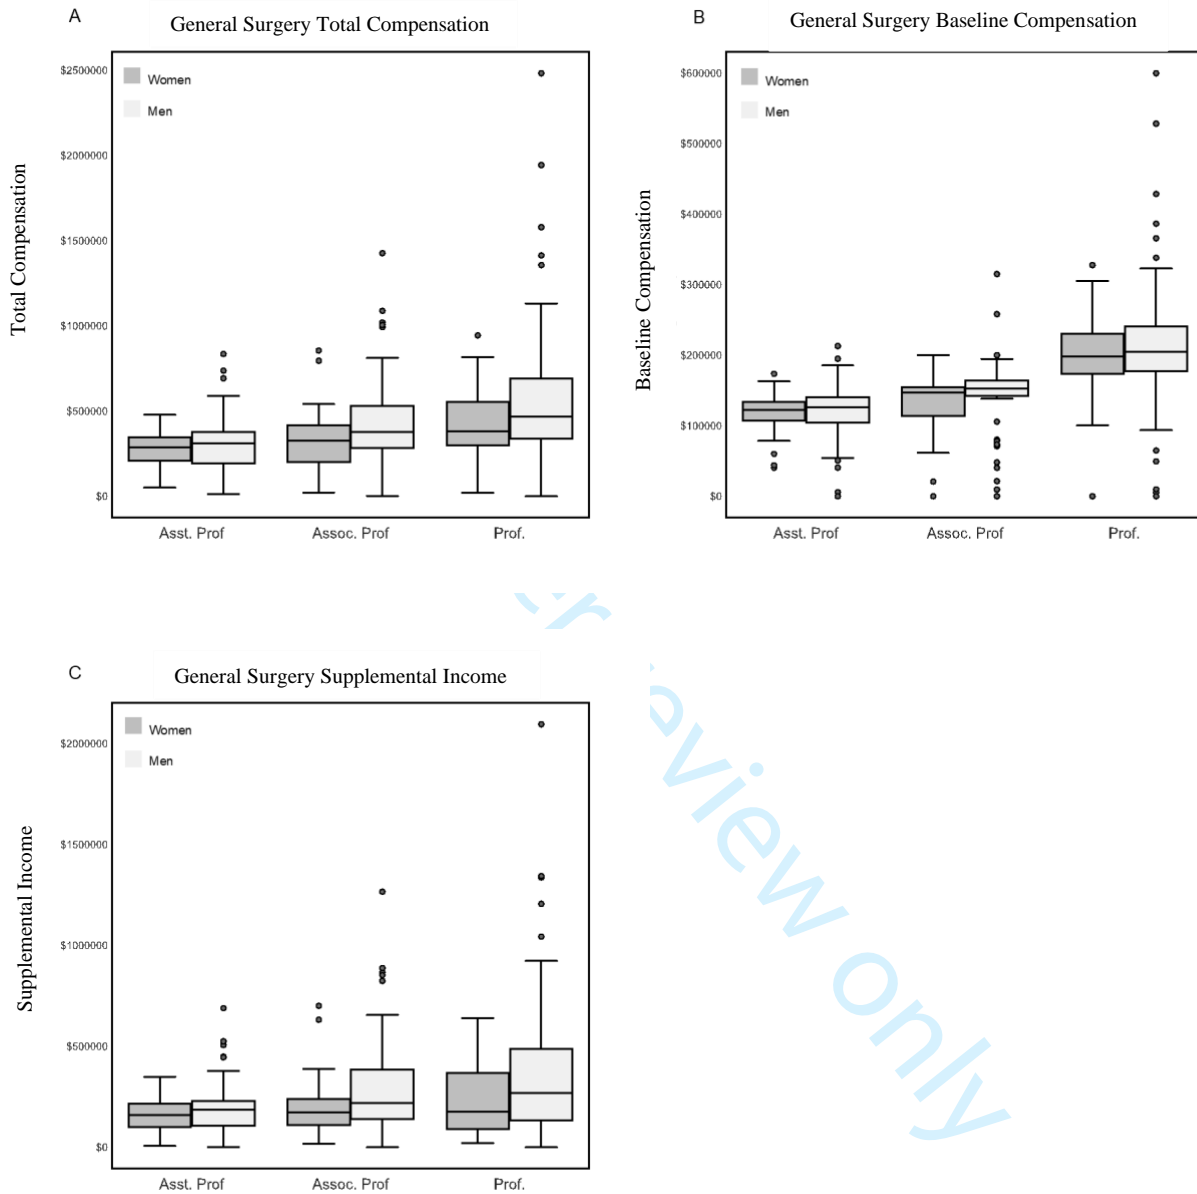 A
General Surgery Total Compensation
Total Compensation
$2500000
$2000000
$1500000
$1000000
$500000
$0
Women
Men
Asst. Prof
Assoc. Prof
Prof.
B
General Surgery Baseline Compensation
Baseline Compensation
$600000
$500000
$400000
$300000
$200000
$100000
$0
Women
Men
Asst. Prof
Assoc. Prof
Prof.
C
General Surgery Supplemental Income
Supplemental Income
$2000000
$1500000
$1000000
$500000
$0
Women
Men
Asst. Prof
Assoc. Prof
Prof.
only